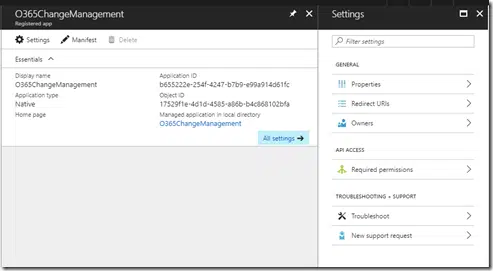 O365ChangeManagement
Registered app
Settings
Manifest
Delete
Essentials
Display name
O365ChangeManagement
Application type
Native
Home page
Application ID
b655222e-254f-4247-b7b9-e99a914d61fc
Object ID
17529f1e-4d1d-4585-a86b-b4c868102bfa
Managed application in local directory
O365ChangeManagement
All settings
Settings
Filter settings
GENERAL
Properties
Redirect URIs
Owners
API ACCESS
Required permissions
TROUBLESHOOTING + SUPPORT
Troubleshoot
New support request